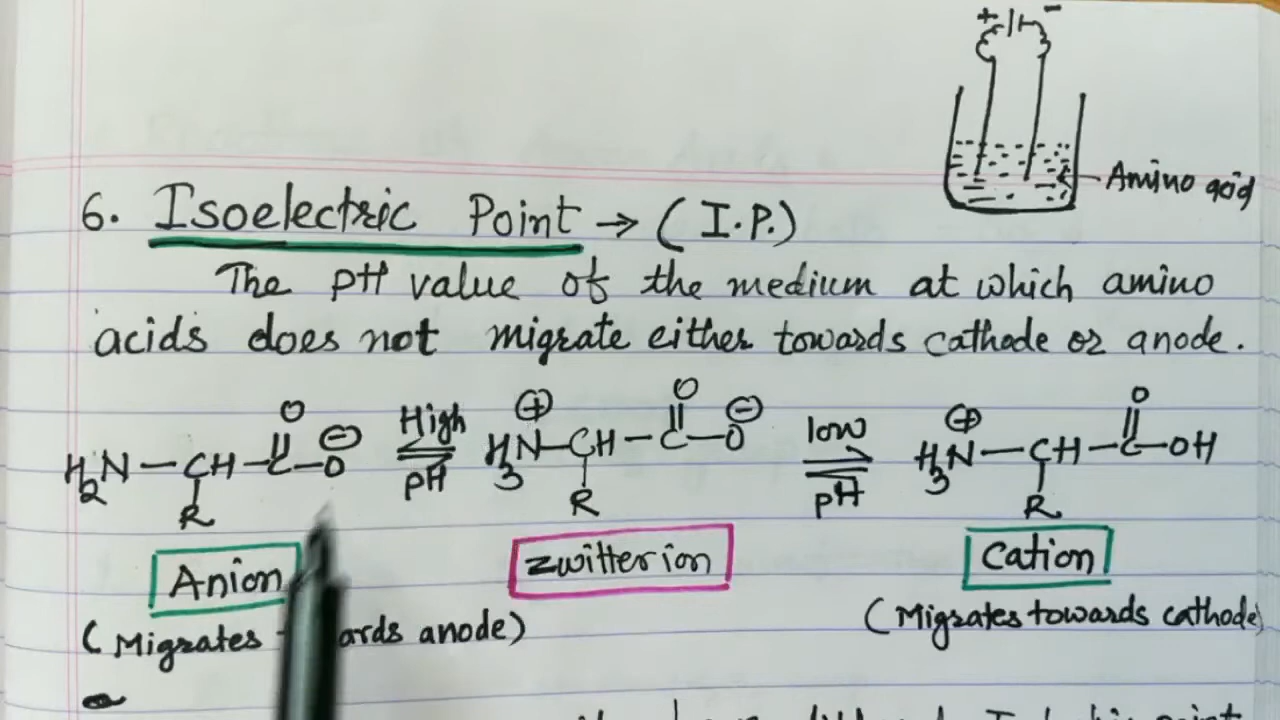 + -
Amino acid
6. Isoelectric Point → (I.P.)
The pH value of the medium at which amino
acids does not migrate either towards cathode or anode.
H₂N—CH—C—O⊖ High pH H₃N⊕—CH—C—O⊖ low pH H₃N⊕—CH—C—OH
O O O
R R R
Anion Zwitter ion Cation
(Migrates ards anode) (Migrates towards cathode)